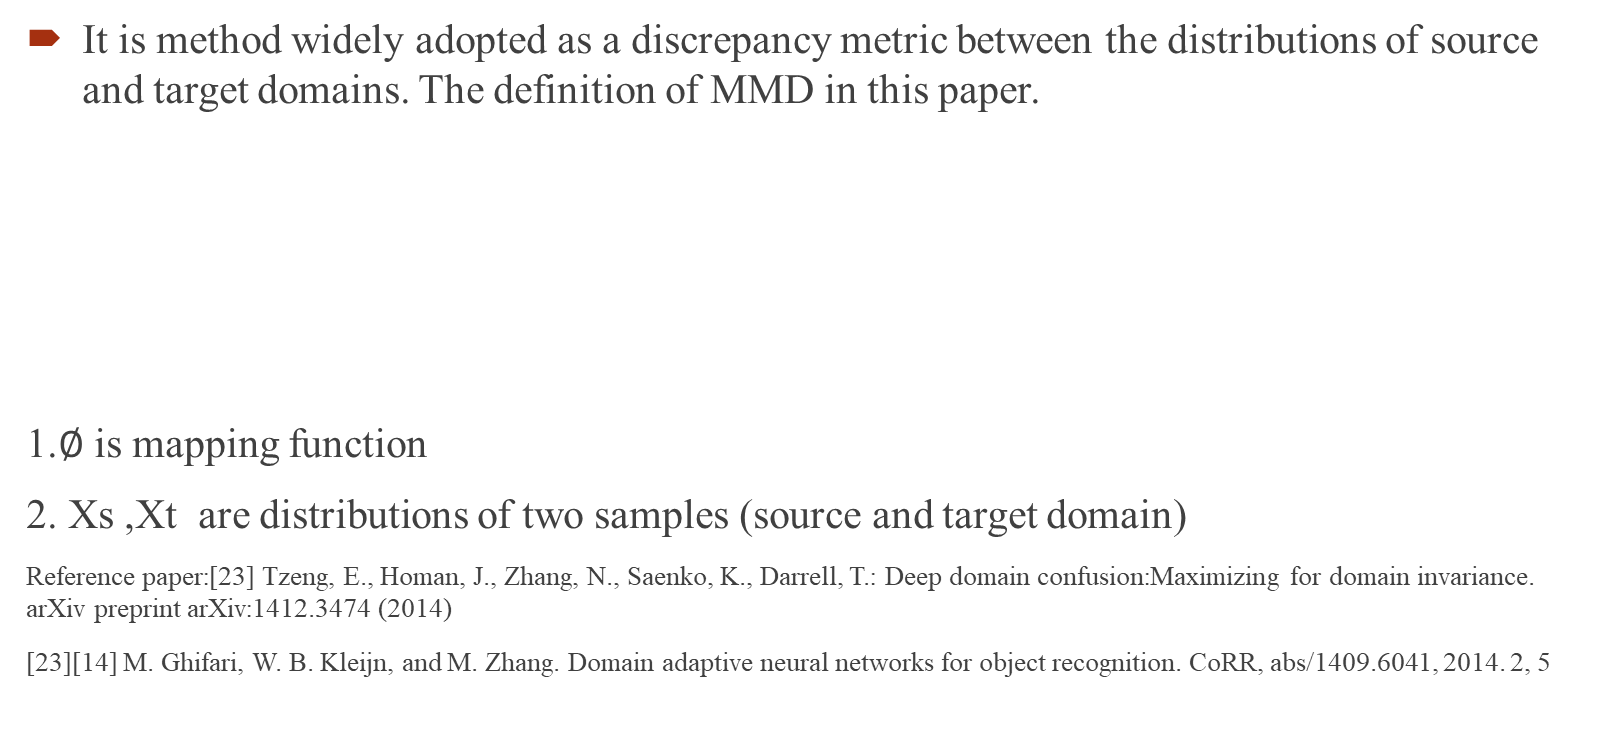 It is method widely adopted as a discrepancy metric between the distributions of source
and target domains. The definition of MMD in this paper.
1.∅ is mapping function
2. Xs ,Xt are distributions of two samples (source and target domain)
Reference paper:[23] Tzeng, E., Homan, J., Zhang, N., Saenko, K., Darrell, T.: Deep domain confusion:Maximizing for domain invariance.
arXiv preprint arXiv:1412.3474 (2014)
[23][14] M. Ghifari, W. B. Kleijn, and M. Zhang. Domain adaptive neural networks for object recognition. CoRR, abs/1409.6041, 2014. 2, 5